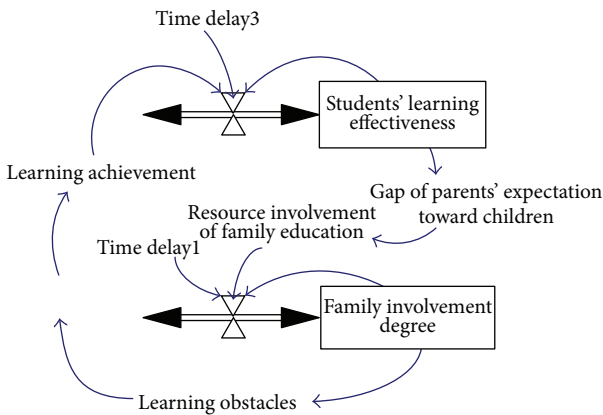 Time delay3
Students' learning
effectiveness
Learning achievement
Gap of parents' expectation
toward children
Resource involvement
of family education
Time delay1
Family involvement
degree
Learning obstacles